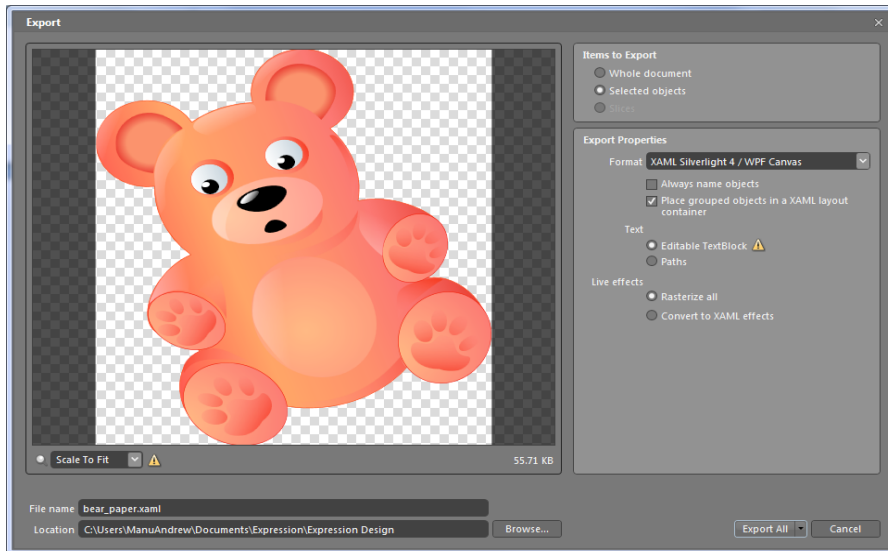 Export
Items to Export
Whole document
Selected objects
Slices
Export Properties
Format XAML Silverlight 4 / WPF Canvas
Always name objects
Place grouped objects in a XAML layout
container
Text
Editable TextBlock
Paths
Live effects
Rasterize all
Convert to XAML effects
Scale To Fit
55.71 KB
File name bear_paper.xaml
Location C:\Users\ManuAndrew\Documents\Expression\Expression Design Browse...
Export All Cancel